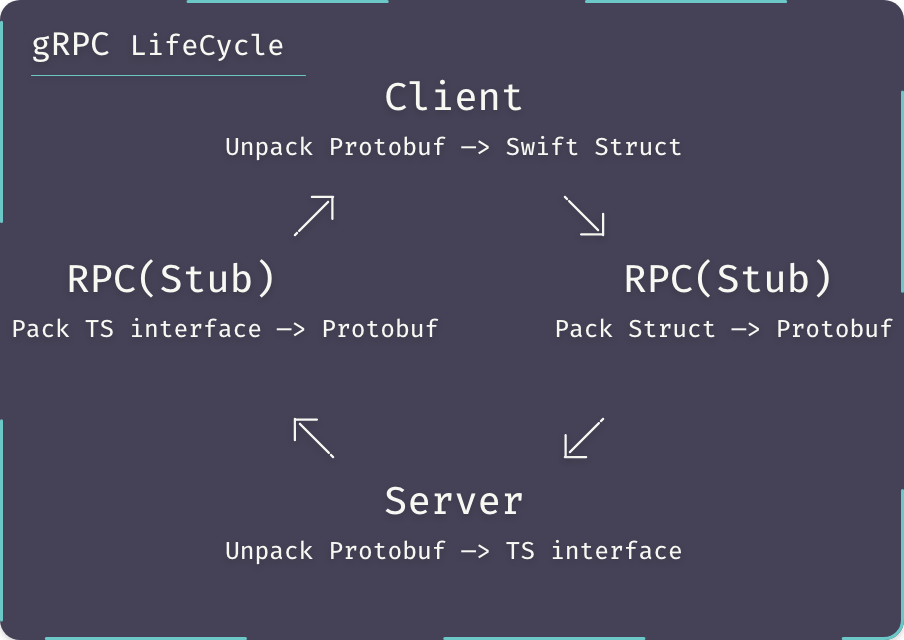 gRPC LifeCycle
Client
Unpack Protobuf —> Swift Struct
RPC(Stub)
Pack TS interface —> Protobuf
RPC(Stub)
Pack Struct —> Protobuf
Server
Unpack Protobuf —> TS interface